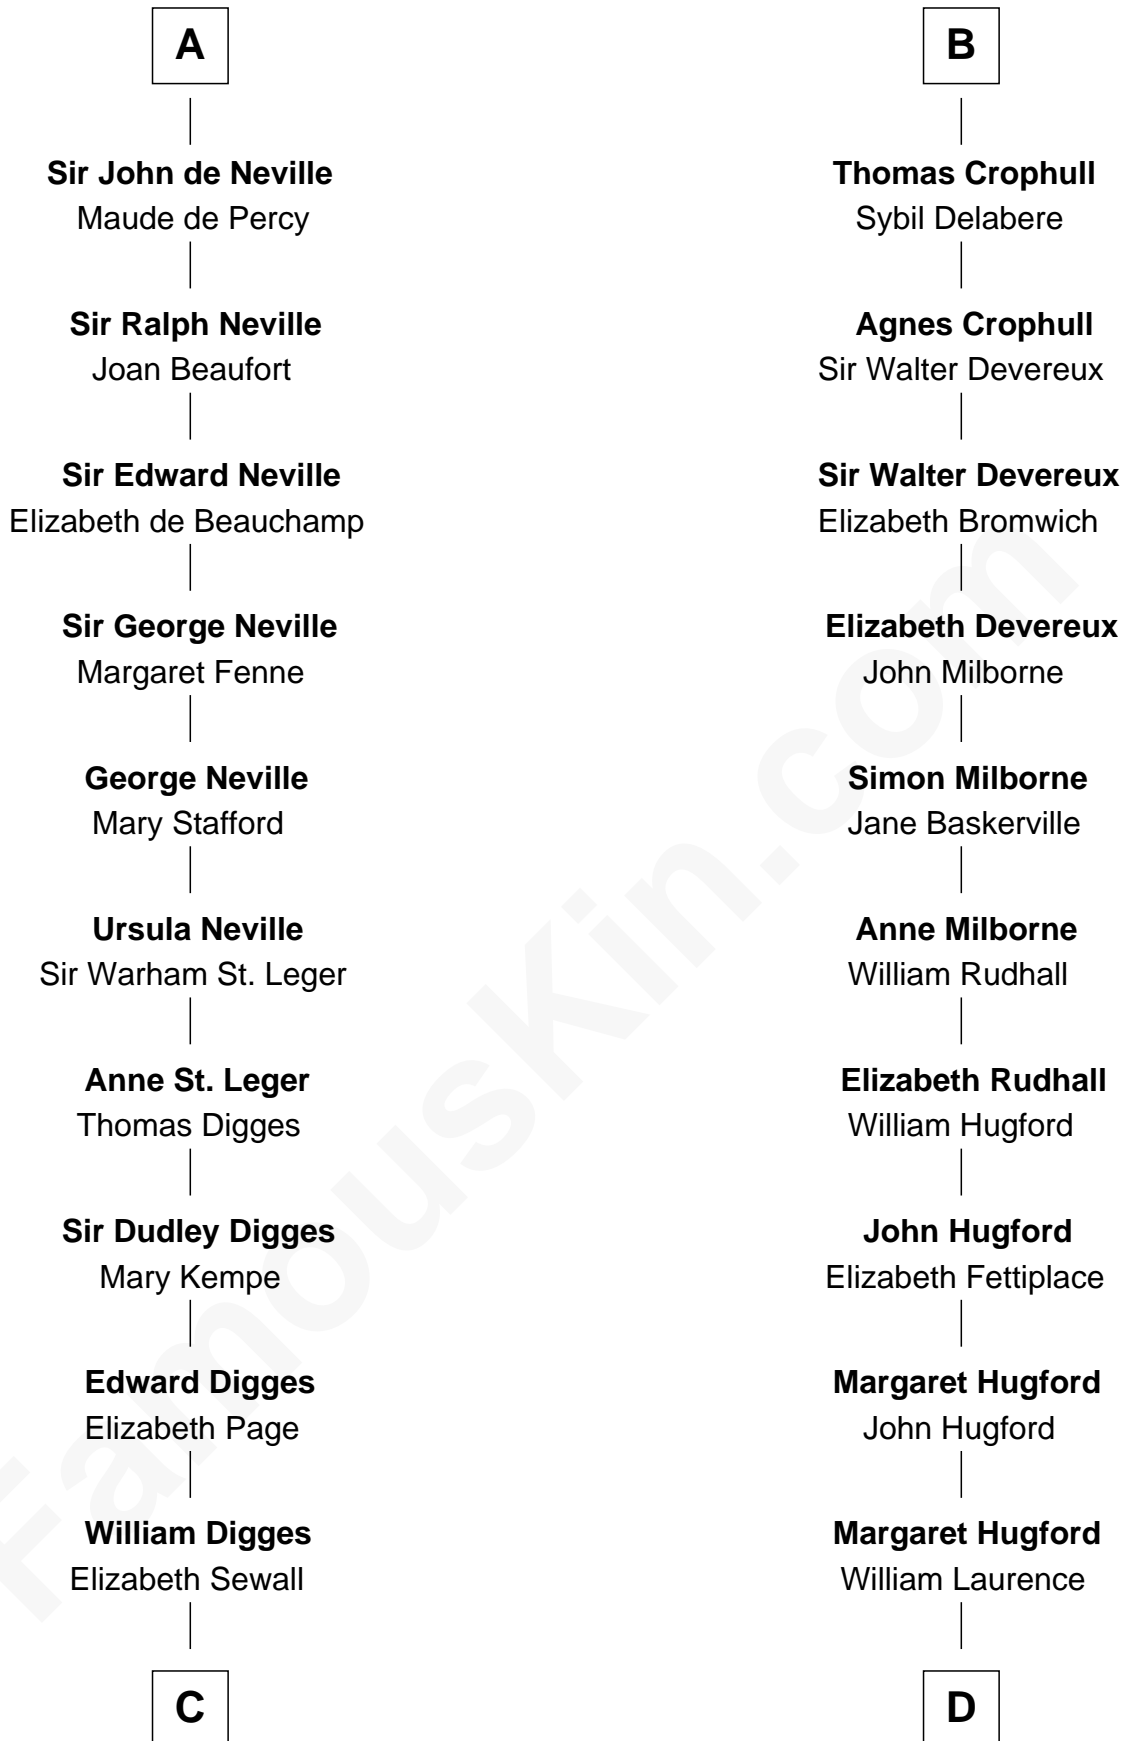 A
Sir John de Neville
Maude de Percy
Sir Ralph Neville
Joan Beaufort
Sir Edward Neville
Elizabeth de Beauchamp
Sir George Neville
Margaret Fenne
George Neville
Mary Stafford
Ursula Neville
Sir Warham St. Leger
Anne St. Leger
Thomas Digges
Sir Dudley Digges
Mary Kempe
Edward Digges
Elizabeth Page
William Digges
Elizabeth Sewall
C
B
Thomas Crophull
Sybil Delabere
Agnes Crophull
Sir Walter Devereux
Sir Walter Devereux
Elizabeth Bromwich
Elizabeth Devereux
John Milborne
Simon Milborne
Jane Baskerville
Anne Milborne
William Rudhall
Elizabeth Rudhall
William Hugford
John Hugford
Elizabeth Fettiplace
Margaret Hugford
John Hugford
Margaret Hugford
William Laurence
D
FamousKin.com